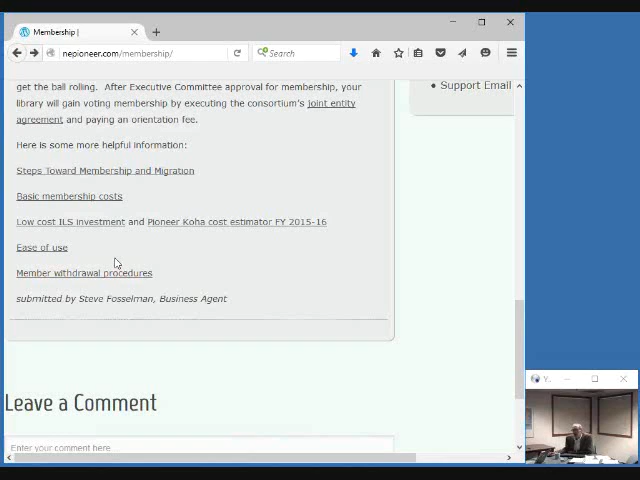 Membership |
nepioneer.com/membership/
Search
get the ball rolling. After Executive Committee approval for membership, your
library will gain voting membership by executing the consortium's joint entity
agreement and paying an orientation fee.
Here is some more helpful information:
Steps Toward Membership and Migration
Basic membership costs
Low cost ILS investment and Pioneer Koha cost estimator FY 2015-16
Ease of use
Member withdrawal procedures
submitted by Steve Fosselman, Business Agent
Support Email
Leave a Comment
Enter your comment here...